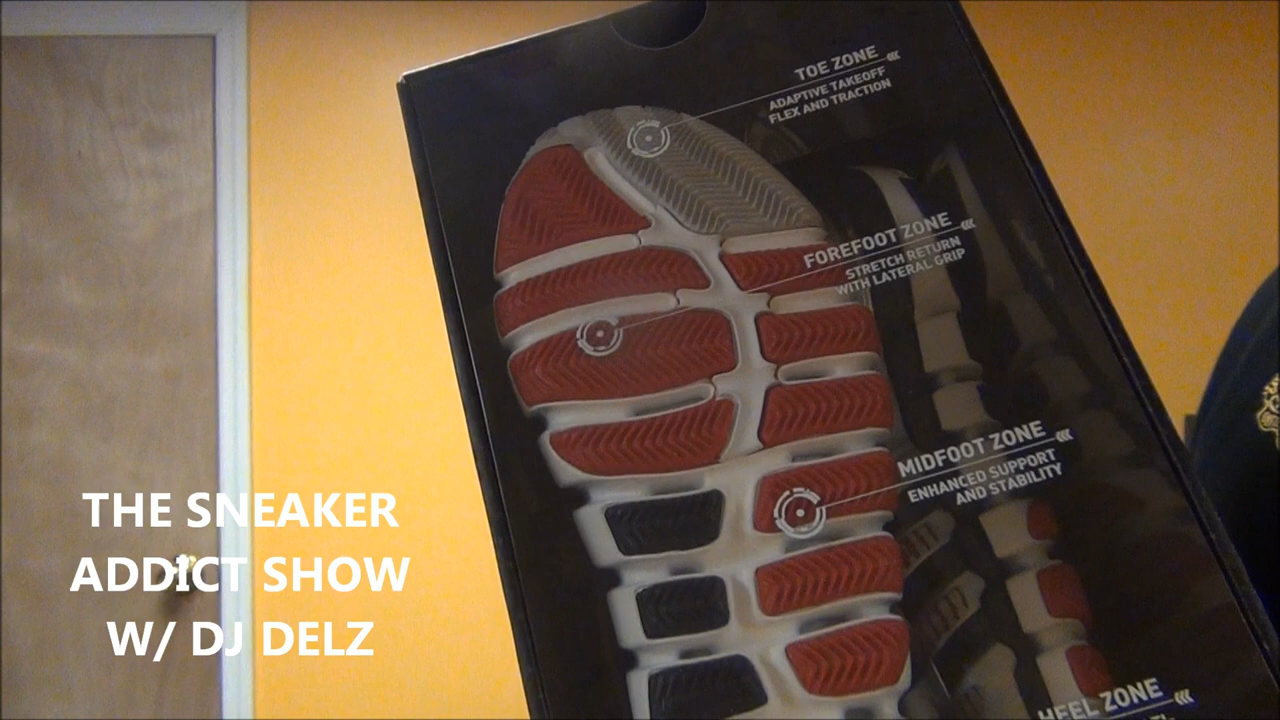 TOE ZONE
ADAPTIVE TAKEOFF
FLEX AND TRACTION
FOREFOOT ZONE
STRETCH RETURN
WITH LATERAL GRIP
MIDFOOT ZONE
ENHANCED SUPPORT
AND STABILITY
HEEL ZONE
THE SNEAKER
ADDICT SHOW
W/ DJ DELZ